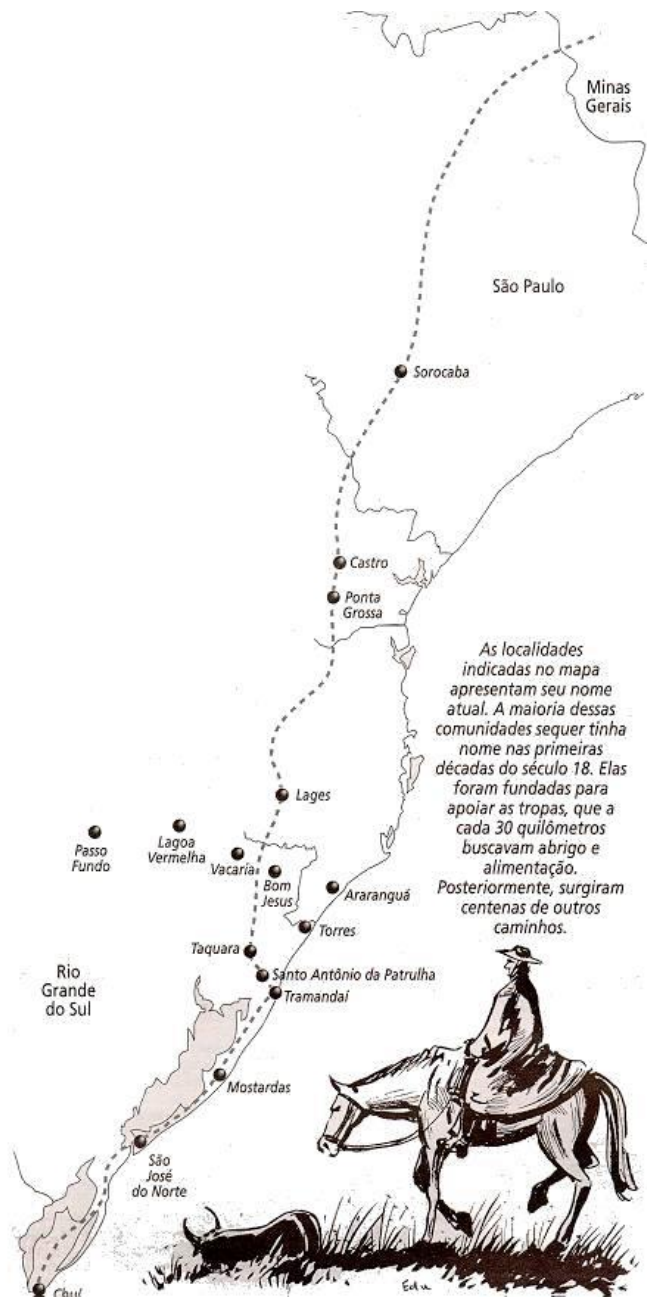 Minas
Gerais
São Paulo
Sorocaba
Castro
Ponta
Grossa
As localidades
indicadas no mapa
apresentam seu nome
atual. A maioria dessas
comunidades sequer tinha
nome nas primeiras
décadas do século 18. Elas
foram fundadas para
apoiar as tropas, que a
cada 30 quilômetros
buscavam abrigo e
alimentação.
Posteriormente, surgiram
centenas de outros
caminhos.
Lages
Passo
Fundo
Lagoa
Vermelha
Vacaria
Bom
Jesus
Araranguá
Torres
Taquara
Santo Antônio da Patrulha
Tramandaí
Rio
Grande
do Sul
Mostardas
São
José
do Norte
Chuí
Edu